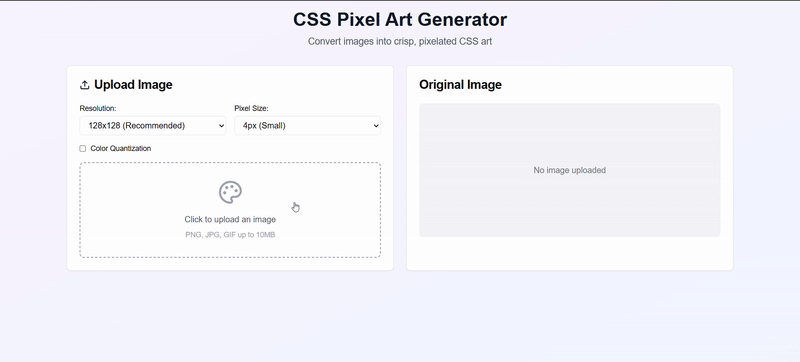 CSS Pixel Art Generator
Convert images into crisp, pixelated CSS art
Upload Image
Resolution:
Pixel Size:
128x128 (Recommended)
4px (Small)
Color Quantization
Click to upload an image
PNG, JPG, GIF up to 10MB
Original Image
No image uploaded